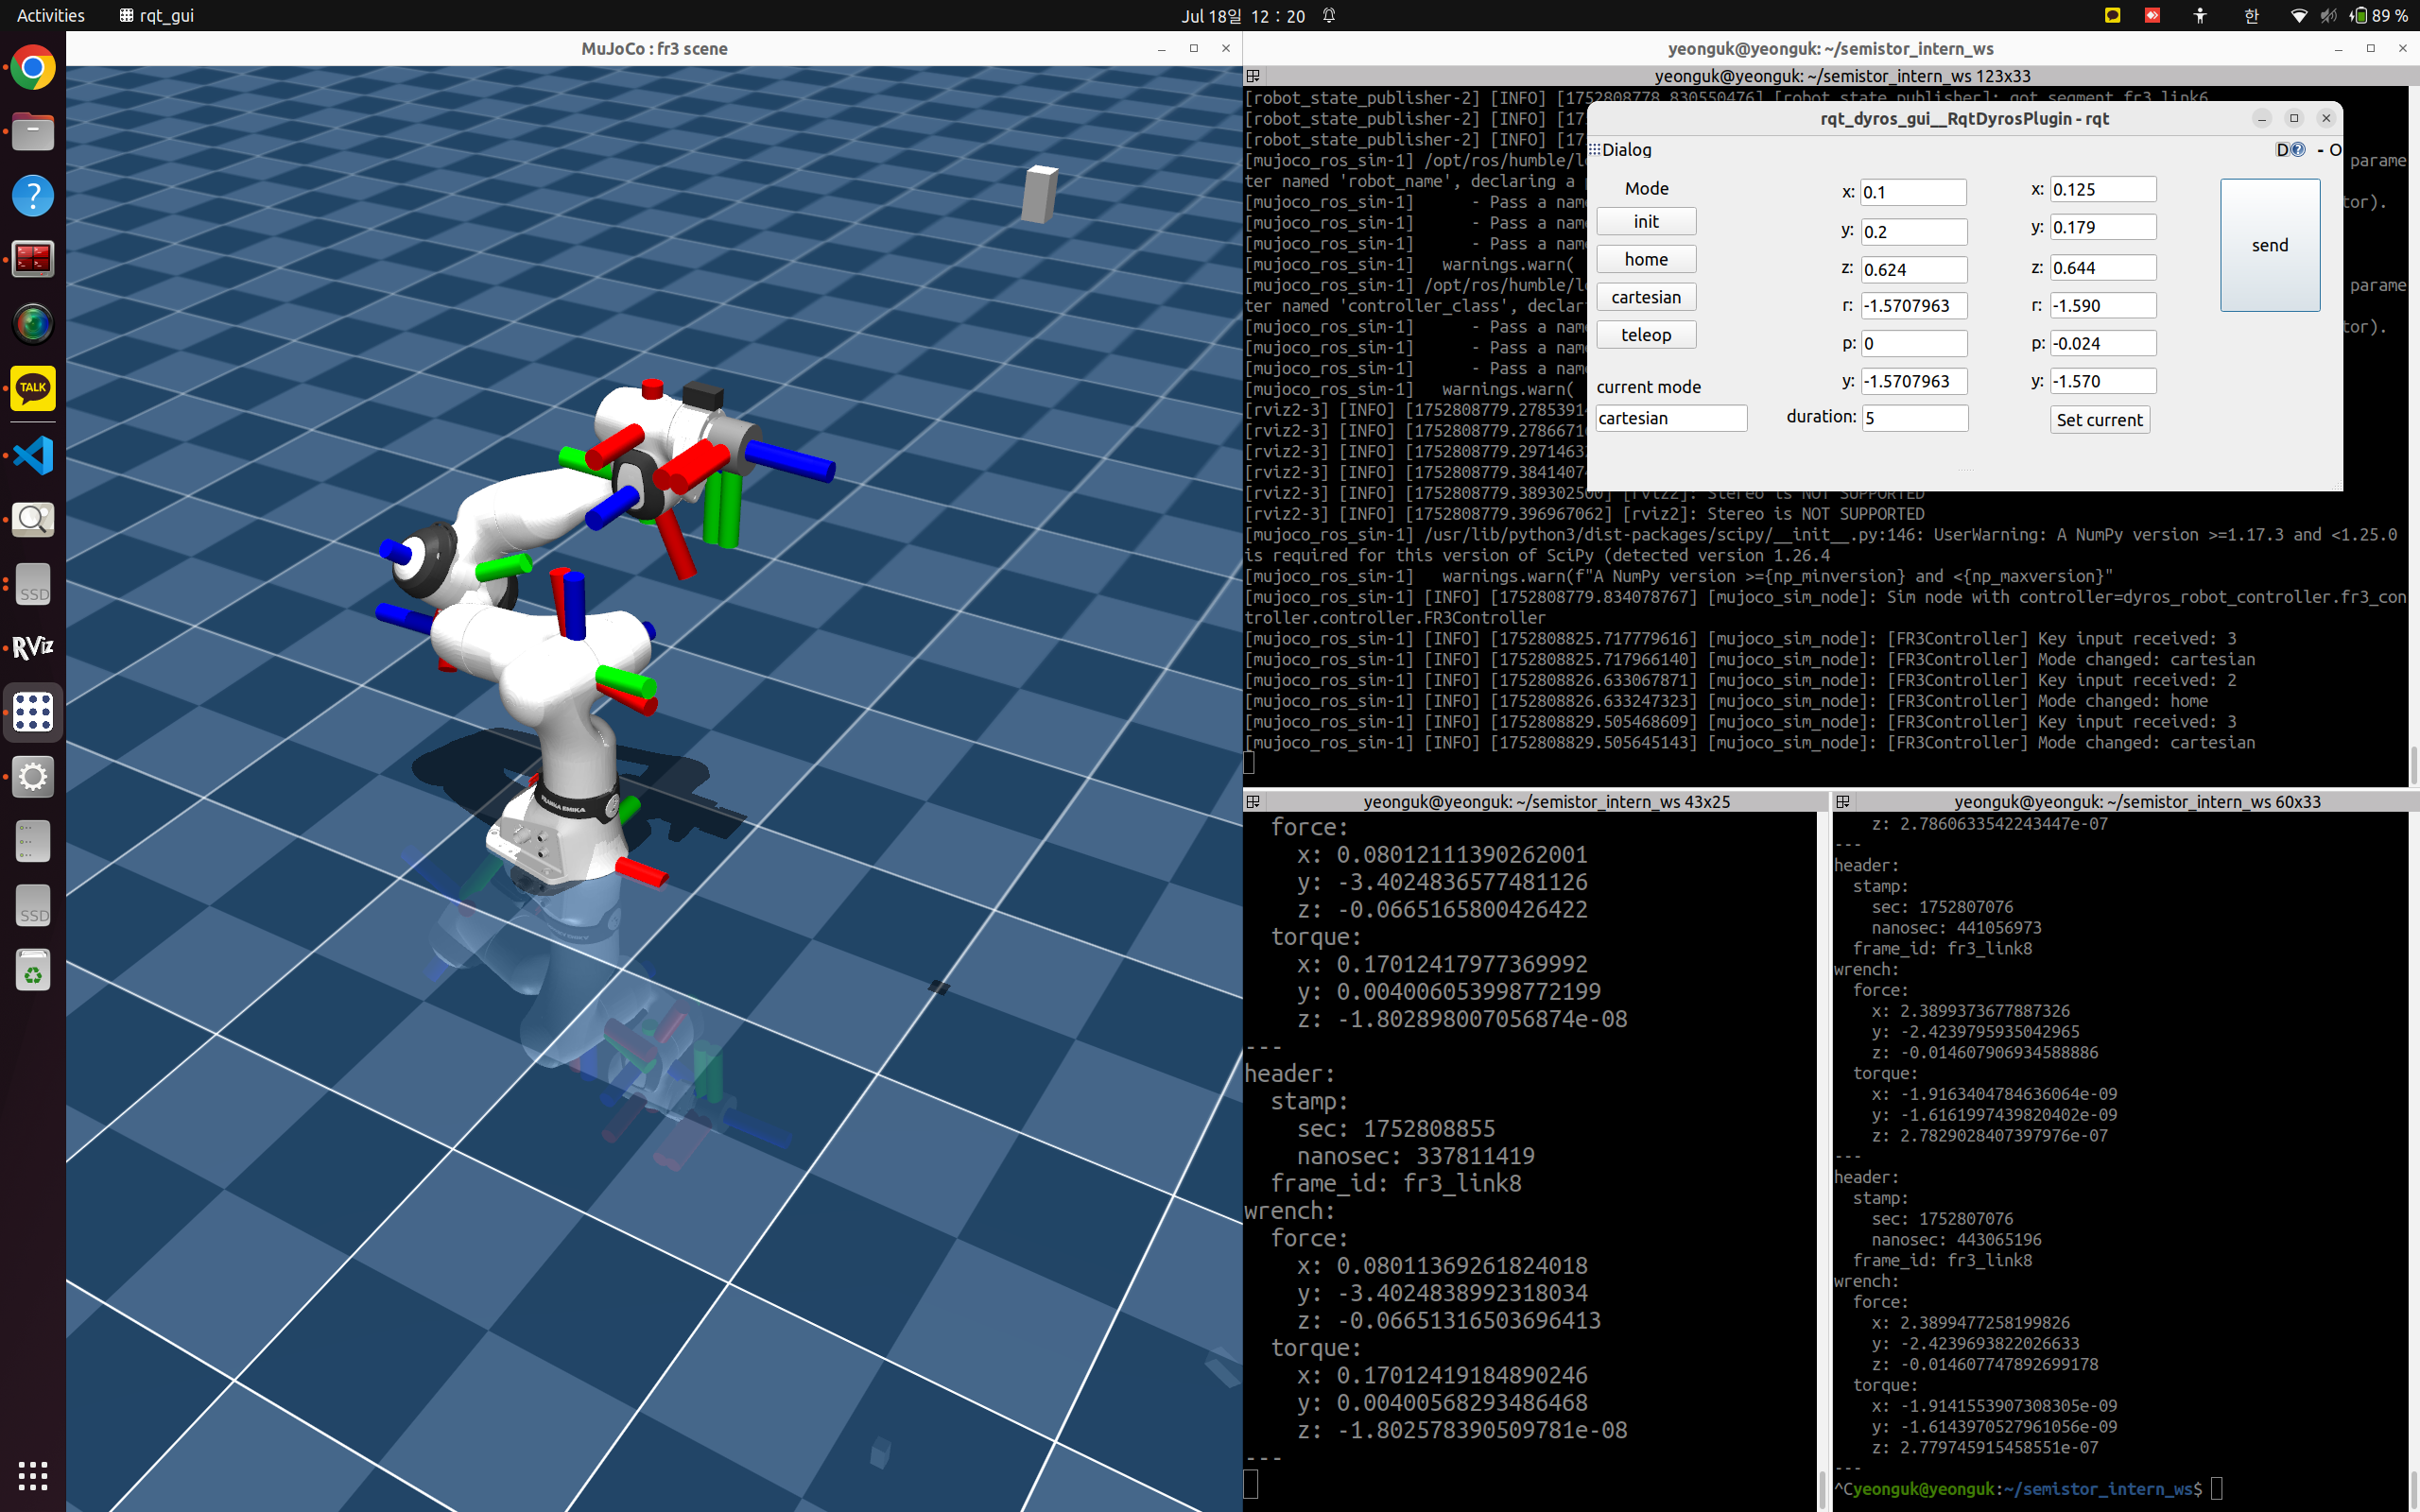 Activities
rqt_gui
Jul 18일 12 : 20
한
89 %
MuJoCo : fr3 scene
yeonguk@yeonguk: ~/semistor_intern_ws
yeonguk@yeonguk: ~/semistor_intern_ws 123x33
[robot_state_publisher-2] [INFO] [1752808778.830550476] [robot_state_publisher]: got segment fr3_link6
[robot_state_publisher-2] [INFO] [17
[robot_state_publisher-2] [INFO] [17
[mujoco_ros_sim-1] /opt/ros/humble/l
parame
ter named 'robot_name', declaring a
[mujoco_ros_sim-1]       - Pass a nam
tor).
[mujoco_ros_sim-1]       - Pass a nam
[mujoco_ros_sim-1]       - Pass a nam
[mujoco_ros_sim-1]   warnings.warn(
[mujoco_ros_sim-1] /opt/ros/humble/l
parame
ter named 'controller_class', declar
[mujoco_ros_sim-1]       - Pass a nam
tor).
[mujoco_ros_sim-1]       - Pass a nam
[mujoco_ros_sim-1]       - Pass a nam
[mujoco_ros_sim-1]   warnings.warn(
[rviz2-3] [INFO] [1752808779.2785391
[rviz2-3] [INFO] [1752808779.2786671
[rviz2-3] [INFO] [1752808779.2971463
[rviz2-3] [INFO] [1752808779.3841407
[rviz2-3] [INFO] [1752808779.389302500] [rviz2]: Stereo is NOT SUPPORTED
[rviz2-3] [INFO] [1752808779.396967062] [rviz2]: Stereo is NOT SUPPORTED
[mujoco_ros_sim-1] /usr/lib/python3/dist-packages/scipy/__init__.py:146: UserWarning: A NumPy version >=1.17.3 and <1.25.0
is required for this version of SciPy (detected version 1.26.4
[mujoco_ros_sim-1]   warnings.warn(f"A NumPy version >={np_minversion} and <{np_maxversion}"
[mujoco_ros_sim-1] [INFO] [1752808779.834078767] [mujoco_sim_node]: Sim node with controller=dyros_robot_controller.fr3_con
troller.controller.FR3Controller
[mujoco_ros_sim-1] [INFO] [1752808825.717779616] [mujoco_sim_node]: [FR3Controller] Key input received: 3
[mujoco_ros_sim-1] [INFO] [1752808825.717966140] [mujoco_sim_node]: [FR3Controller] Mode changed: cartesian
[mujoco_ros_sim-1] [INFO] [1752808826.633067871] [mujoco_sim_node]: [FR3Controller] Key input received: 2
[mujoco_ros_sim-1] [INFO] [1752808826.633247323] [mujoco_sim_node]: [FR3Controller] Mode changed: home
[mujoco_ros_sim-1] [INFO] [1752808829.505468609] [mujoco_sim_node]: [FR3Controller] Key input received: 3
[mujoco_ros_sim-1] [INFO] [1752808829.505645143] [mujoco_sim_node]: [FR3Controller] Mode changed: cartesian
rqt_dyros_gui__RqtDyrosPlugin - rqt
Dialog
D - O
Mode
init
home
cartesian
teleop
current mode
cartesian
x: 0.1
y: 0.2
z: 0.624
r: -1.5707963
p: 0
y: -1.5707963
duration: 5
x: 0.125
y: 0.179
z: 0.644
r: -1.590
p: -0.024
y: -1.570
Set current
send
TALK
SSD
RViz
SSD
FRANKA EMIKA
yeonguk@yeonguk: ~/semistor_intern_ws 43x25
force:
x: 0.08012111390262001
y: -3.4024836577481126
z: -0.0665165800426422
torque:
x: 0.17012417977369992
y: 0.004006053998772199
z: -1.802898007056874e-08
---
header:
stamp:
sec: 1752808855
nanosec: 337811419
frame_id: fr3_link8
wrench:
force:
x: 0.08011369261824018
y: -3.4024838992318034
z: -0.06651316503696413
torque:
x: 0.17012419184890246
y: 0.00400568293486468
z: -1.802578390509781e-08
---
yeonguk@yeonguk: ~/semistor_intern_ws 60x33
z: 2.7860633542243447e-07
---
header:
stamp:
sec: 1752807076
nanosec: 441056973
frame_id: fr3_link8
wrench:
force:
x: 2.3899373677887326
y: -2.4239795935042965
z: -0.014607906934588886
torque:
x: -1.9163404784636064e-09
y: -1.6161997439820402e-09
z: 2.7829028407397976e-07
---
header:
stamp:
sec: 1752807076
nanosec: 443065196
frame_id: fr3_link8
wrench:
force:
x: 2.3899477258199826
y: -2.4239693822026633
z: -0.014607747892699178
torque:
x: -1.9141553907308305e-09
y: -1.6143970527961056e-09
z: 2.779745915458551e-07
---
^Cyeonguk@yeonguk:~/semistor_intern_ws$